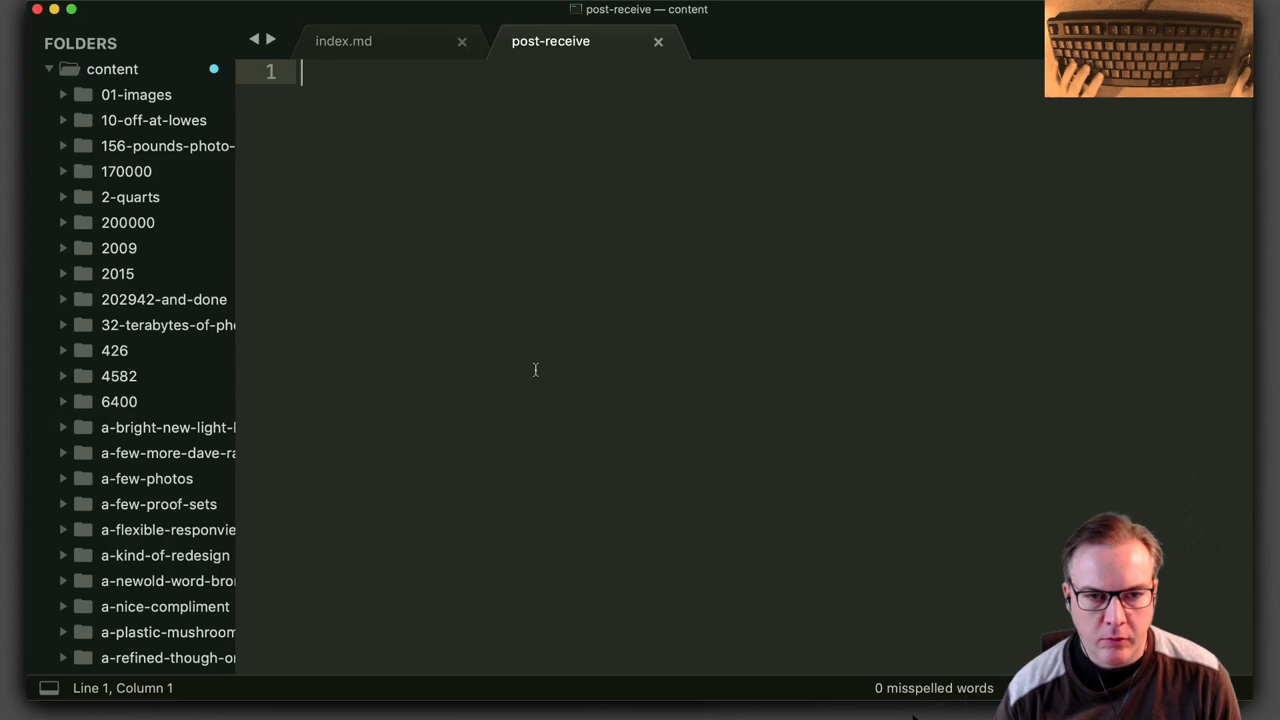 post-receive — content
FOLDERS
index.md
post-receive
content
1
01-images
10-off-at-lowes
156-pounds-photo-
170000
2-quarts
200000
2009
2015
202942-and-done
32-terabytes-of-ph
426
4582
6400
a-bright-new-light-
a-few-more-dave-ra
a-few-photos
a-few-proof-sets
a-flexible-responvie
a-kind-of-redesign
a-newold-word-bro
a-nice-compliment
a-plastic-mushroom
a-refined-though-o
Line 1, Column 1
0 misspelled words